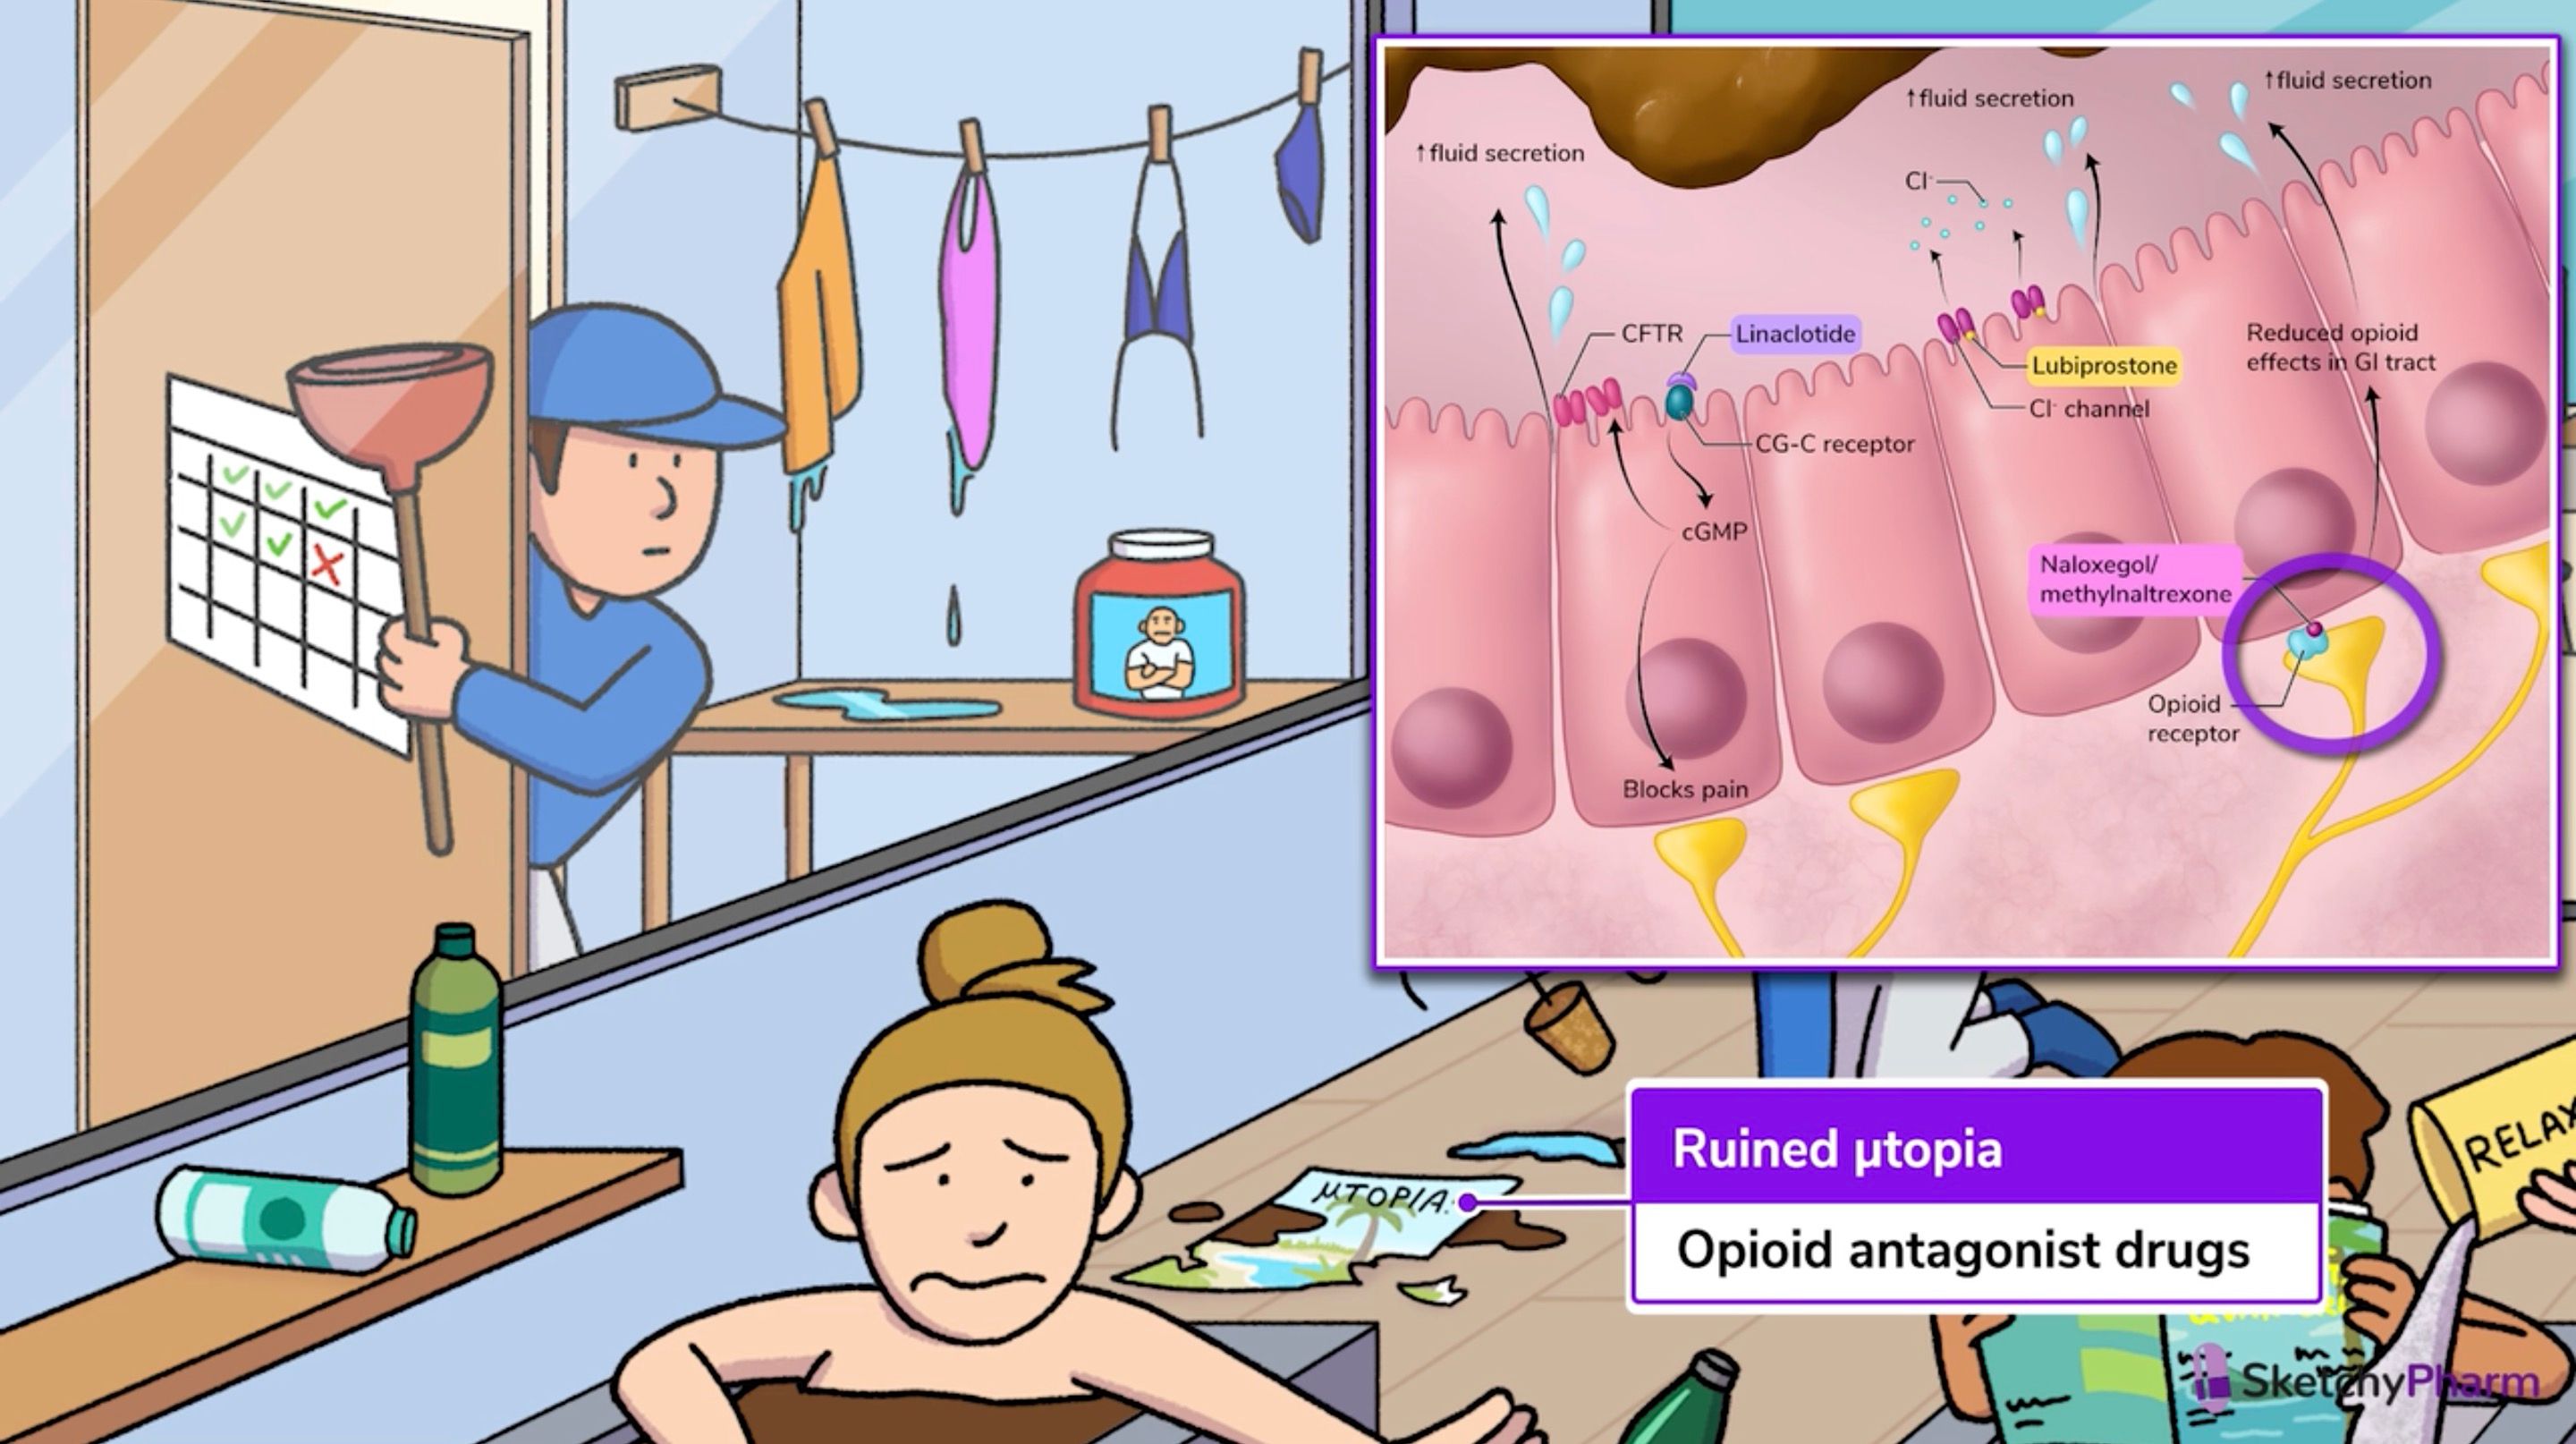 ↑fluid secretion
↑fluid secretion
↑fluid secretion
Cl-
CFTR
Linaclotide
Lubiprostone
Cl- channel
Reduced opioid
effects in GI tract
CG-C receptor
cGMP
Naloxegol/
methylnaltrexone
Opioid
receptor
Blocks pain
RELAX
µTOPIA
Ruined µtopia
Opioid antagonist drugs
SketchyPharm